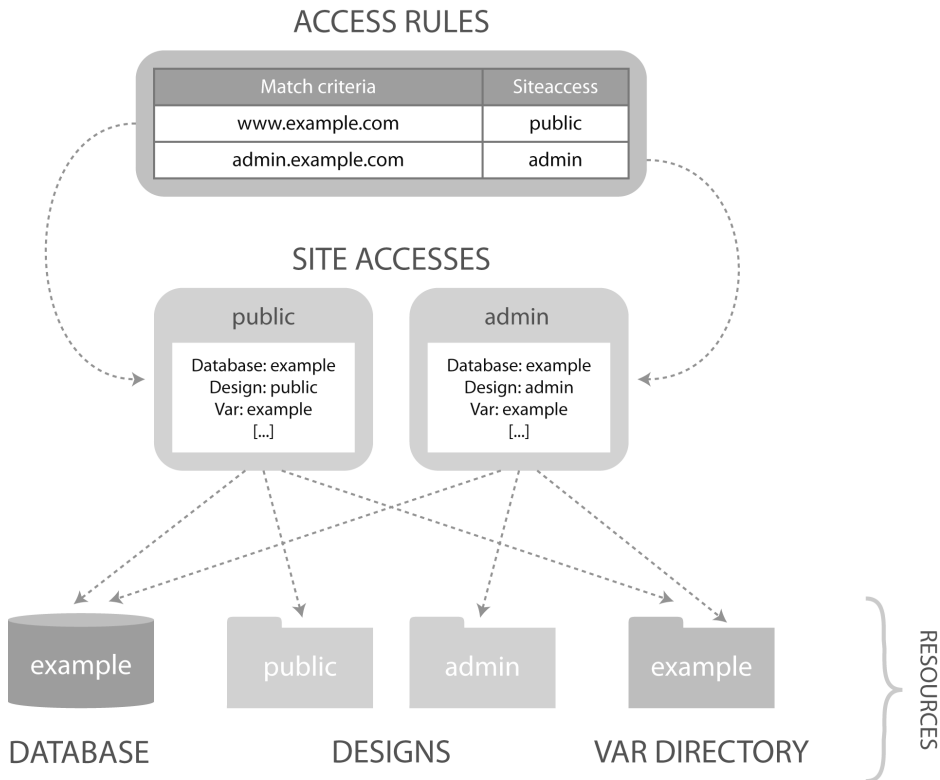 ACCESS RULES
Match criteria Siteaccess
www.example.com public
admin.example.com admin
SITE ACCESSES
public admin
Database: example
Design: public
Var: example
[...]
Database: example
Design: admin
Var: example
[...]
example public admin example
DATABASE DESIGNS VAR DIRECTORY
RESOURCES